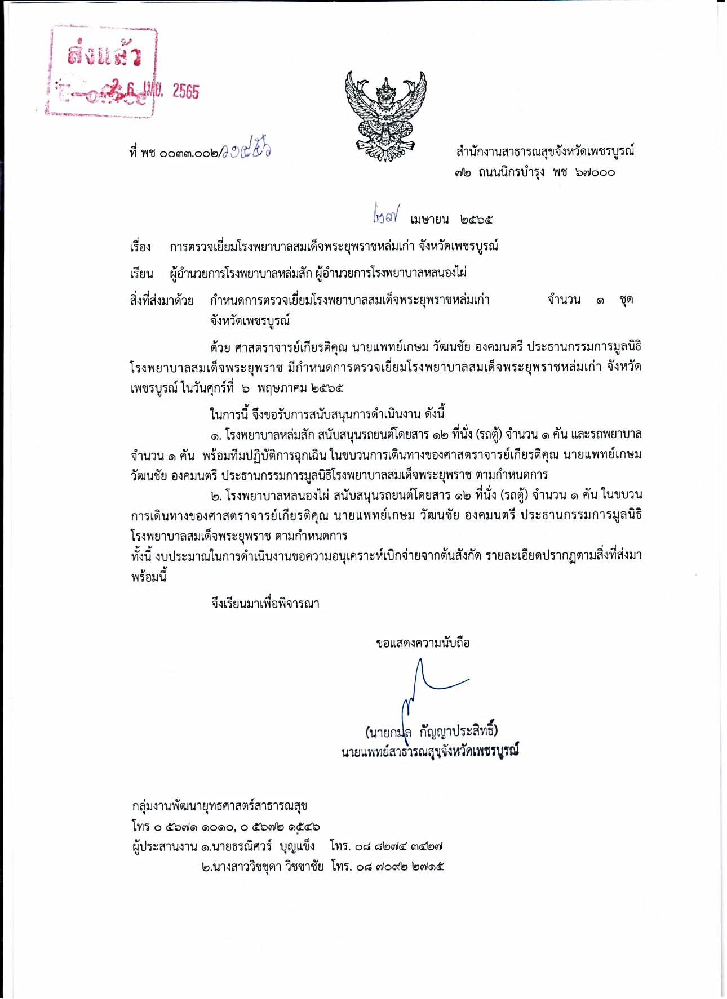 ส่งแล้ว
E-office
26 เม.ย. 2565
ที่ พช ๐๐๓๓.๐๐๒/
สำนักงานสาธารณสุขจังหวัดเพชรบูรณ์
๗๒ ถนนนิกรบำรุง พช ๖๗๐๐๐
๒๗ เมษายน ๒๕๖๕
เรื่อง การตรวจเยี่ยมโรงพยาบาลสมเด็จพระยุพราชหล่มเก่า จังหวัดเพชรบูรณ์
เรียน ผู้อำนวยการโรงพยาบาลหล่มสัก ผู้อำนวยการโรงพยาบาลหลนองไผ่
สิ่งที่ส่งมาด้วย กำหนดการตรวจเยี่ยมโรงพยาบาลสมเด็จพระยุพราชหล่มเก่า จำนวน ๑ ชุด
จังหวัดเพชรบูรณ์
ด้วย ศาสตราจารย์เกียรติคุณ นายแพทย์เกษม วัฒนชัย องคมนตรี ประธานกรรมการมูลนิธิ
โรงพยาบาลสมเด็จพระยุพราช มีกำหนดการตรวจเยี่ยมโรงพยาบาลสมเด็จพระยุพราชหล่มเก่า จังหวัด
เพชรบูรณ์ ในวันศุกร์ที่ ๖ พฤษภาคม ๒๕๖๕
ในการนี้ จึงขอรับการสนับสนุนการดำเนินงาน ดังนี้
๑. โรงพยาบาลหล่มสัก สนับสนุนรถยนต์โดยสาร ๑๒ ที่นั่ง (รถตู้) จำนวน ๑ คัน และรถพยาบาล
จำนวน ๑ คัน พร้อมทีมปฏิบัติการฉุกเฉิน ในขบวนการเดินทางของศาสตราจารย์เกียรติคุณ นายแพทย์เกษม
วัฒนชัย องคมนตรี ประธานกรรมการมูลนิธิโรงพยาบาลสมเด็จพระยุพราช ตามกำหนดการ
๒. โรงพยาบาลหลนองไผ่ สนับสนุนรถยนต์โดยสาร ๑๒ ที่นั่ง (รถตู้) จำนวน ๑ คัน ในขบวน
การเดินทางของศาสตราจารย์เกียรติคุณ นายแพทย์เกษม วัฒนชัย องคมนตรี ประธานกรรมการมูลนิธิ
โรงพยาบาลสมเด็จพระยุพราช ตามกำหนดการ
ทั้งนี้ งบประมาณในการดำเนินงานขอความอนุเคราะห์เบิกจ่ายจากต้นสังกัด รายละเอียดปรากฏตามสิ่งที่ส่งมา
พร้อมนี้
จึงเรียนมาเพื่อพิจารณา
ขอแสดงความนับถือ
(นายกมล กัญญาประสิทธิ์)
นายแพทย์สาธารณสุขจังหวัดเพชรบูรณ์
กลุ่มงานพัฒนายุทธศาสตร์สาธารณสุข
โทร ๐ ๕๖๗๑ ๑๐๑๐, ๐ ๕๖๗๒ ๑๕๔๖
ผู้ประสานงาน ๑.นายธรณิศวร์ บุญแข็ง โทร. ๐๘ ๘๒๗๔ ๓๔๒๗
๒.นางสาววิชชุดา วิชชาชัย โทร. ๐๘ ๗๐๙๒ ๒๗๑๕